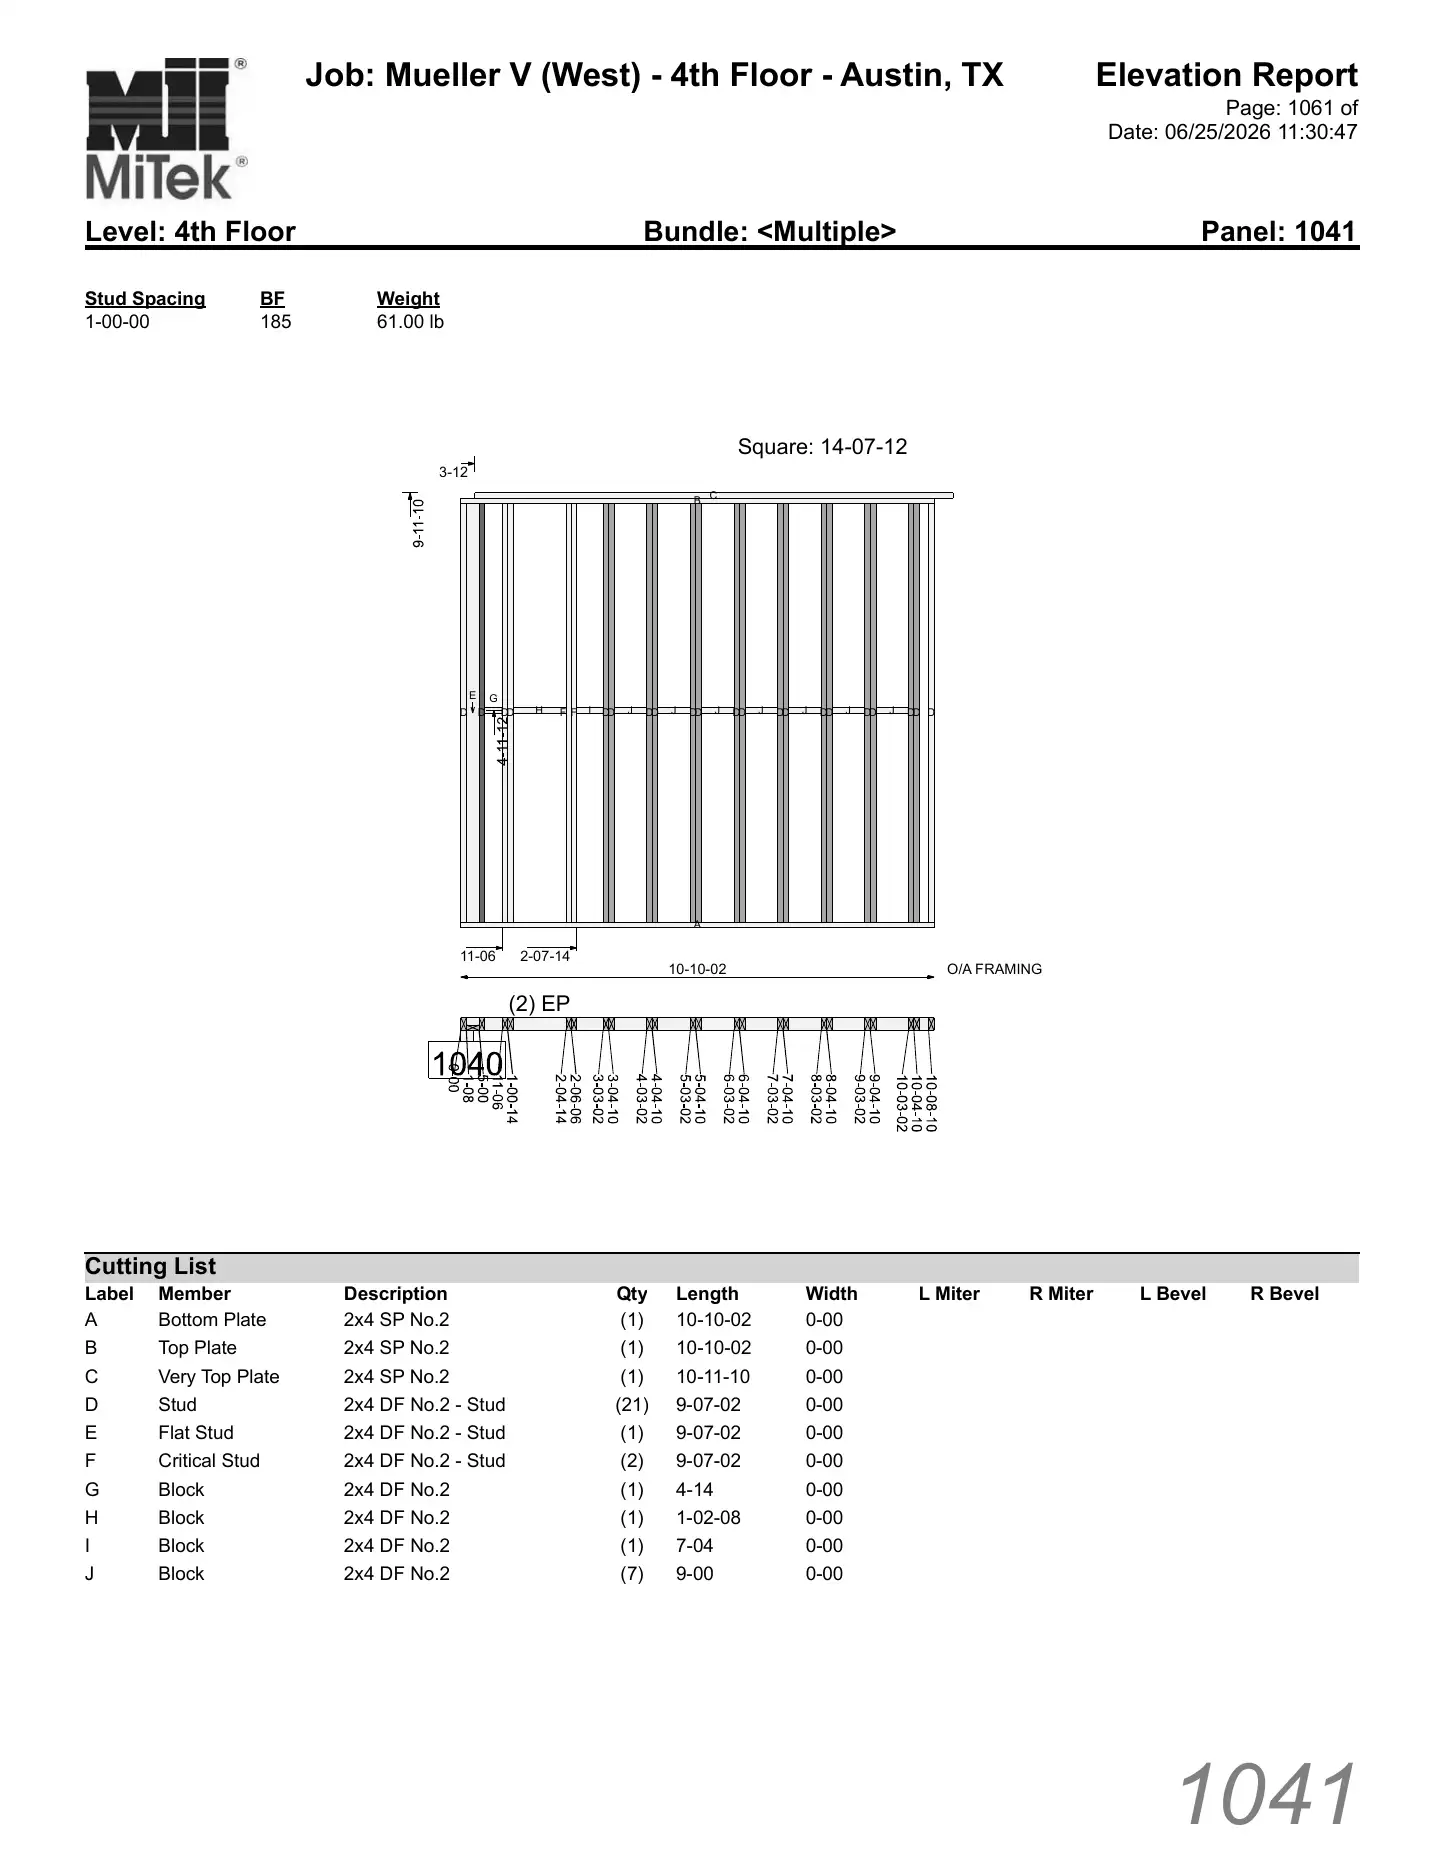 MiTek®
Job: Mueller V (West) - 4th Floor - Austin, TX
Elevation Report
Page: 1061 of
Date: 06/25/2026 11:30:47
Level: 4th Floor Bundle: <Multiple> Panel: 1041
Stud Spacing BF Weight
1-00-00 185 61.00 lb
Square: 14-07-12
3-12
9-11-10
C
B
E
G
D D D D H F F I D D J D D J D D J D D J D D J D D J D D J D D D
4-11-12
A
11-06 2-07-14
10-10-02 O/A FRAMING
(2) EP
1040
0-00 1-08 5-00 11-06 1-00-14 2-04-14 2-06-06 3-03-02 3-04-10 4-03-02 4-04-10 5-03-02 5-04-10 6-03-02 6-04-10 7-03-02 7-04-10 8-03-02 8-04-10 9-03-02 9-04-10 10-03-02 10-04-10 10-08-10
Cutting List
Label Member Description Qty Length Width L Miter R Miter L Bevel R Bevel
A Bottom Plate 2x4 SP No.2 (1) 10-10-02 0-00
B Top Plate 2x4 SP No.2 (1) 10-10-02 0-00
C Very Top Plate 2x4 SP No.2 (1) 10-11-10 0-00
D Stud 2x4 DF No.2 - Stud (21) 9-07-02 0-00
E Flat Stud 2x4 DF No.2 - Stud (1) 9-07-02 0-00
F Critical Stud 2x4 DF No.2 - Stud (2) 9-07-02 0-00
G Block 2x4 DF No.2 (1) 4-14 0-00
H Block 2x4 DF No.2 (1) 1-02-08 0-00
I Block 2x4 DF No.2 (1) 7-04 0-00
J Block 2x4 DF No.2 (7) 9-00 0-00
1041